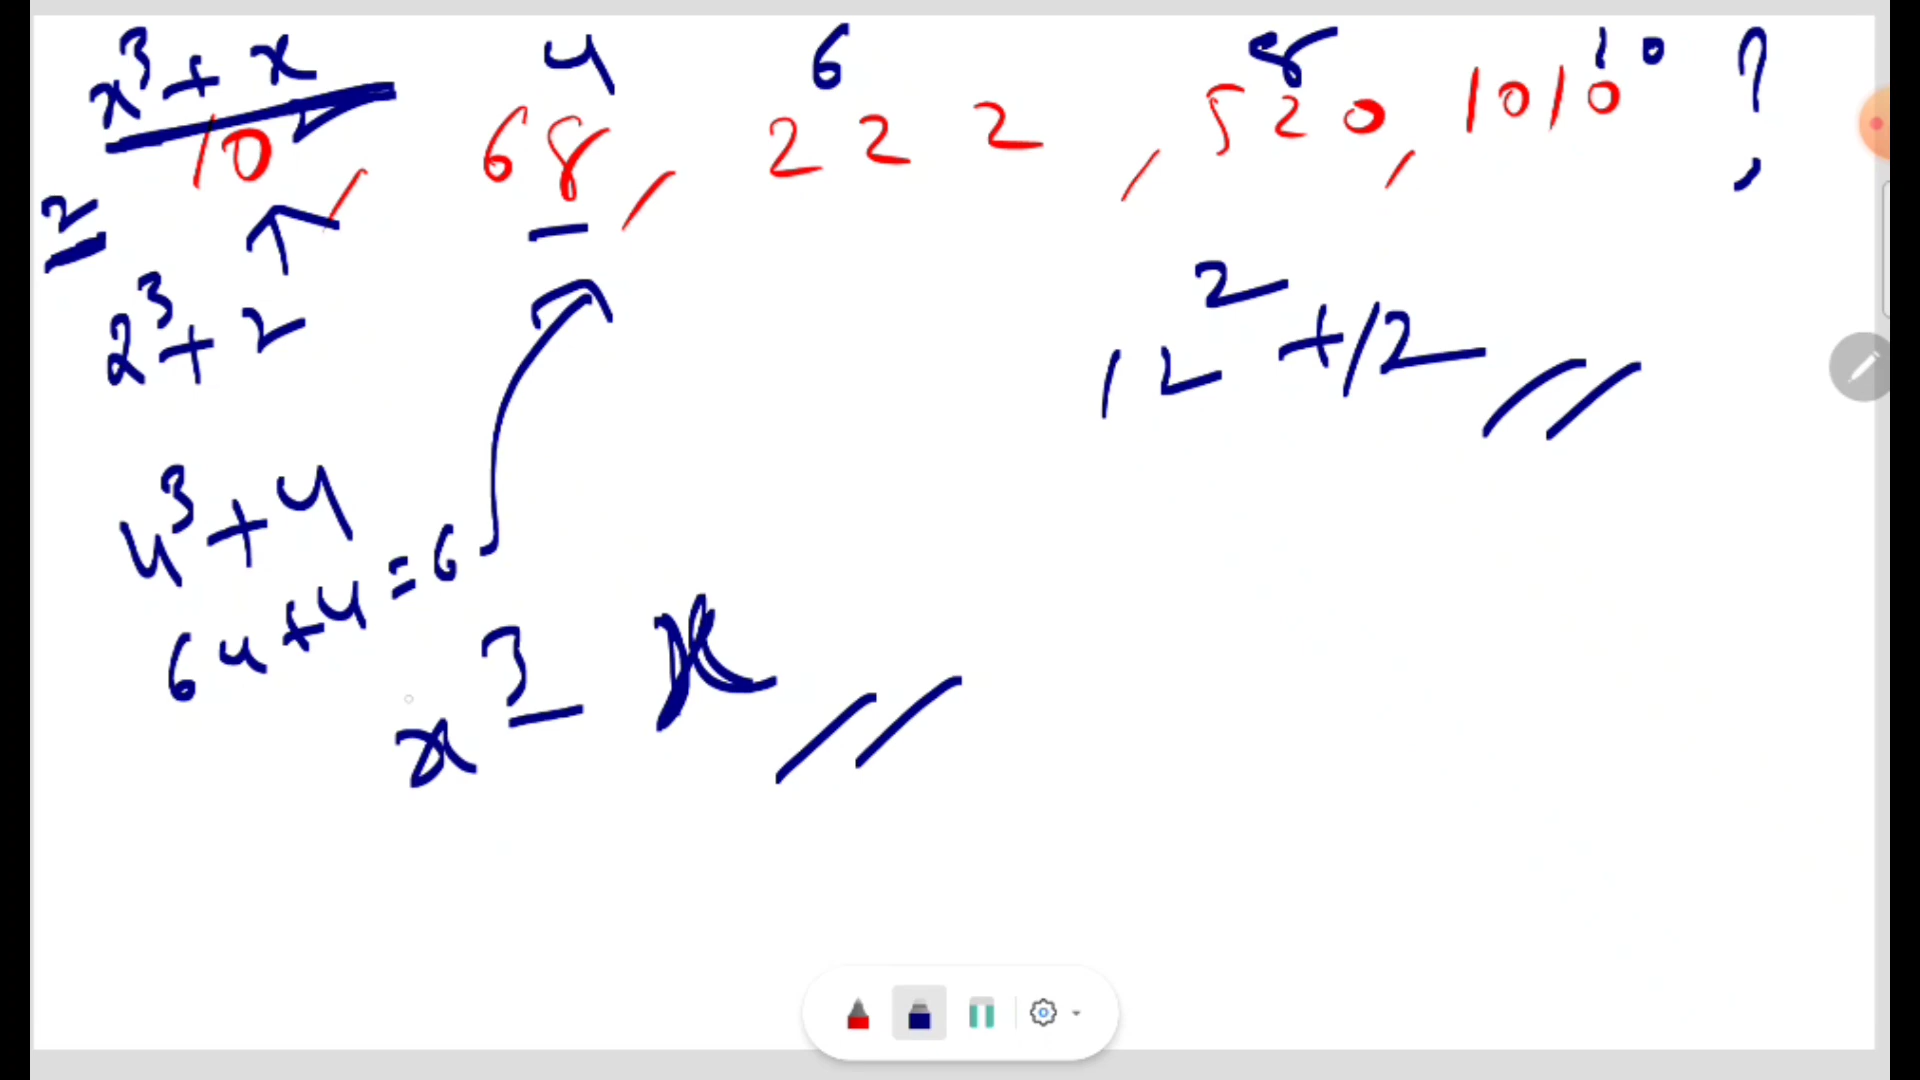 x³ + x 4 6 8 10 ?
10, 68, 222, 520, 1010,
2
2³ + 2
12² + 12
4³ + 4
64 + 4 = 6
x³ x